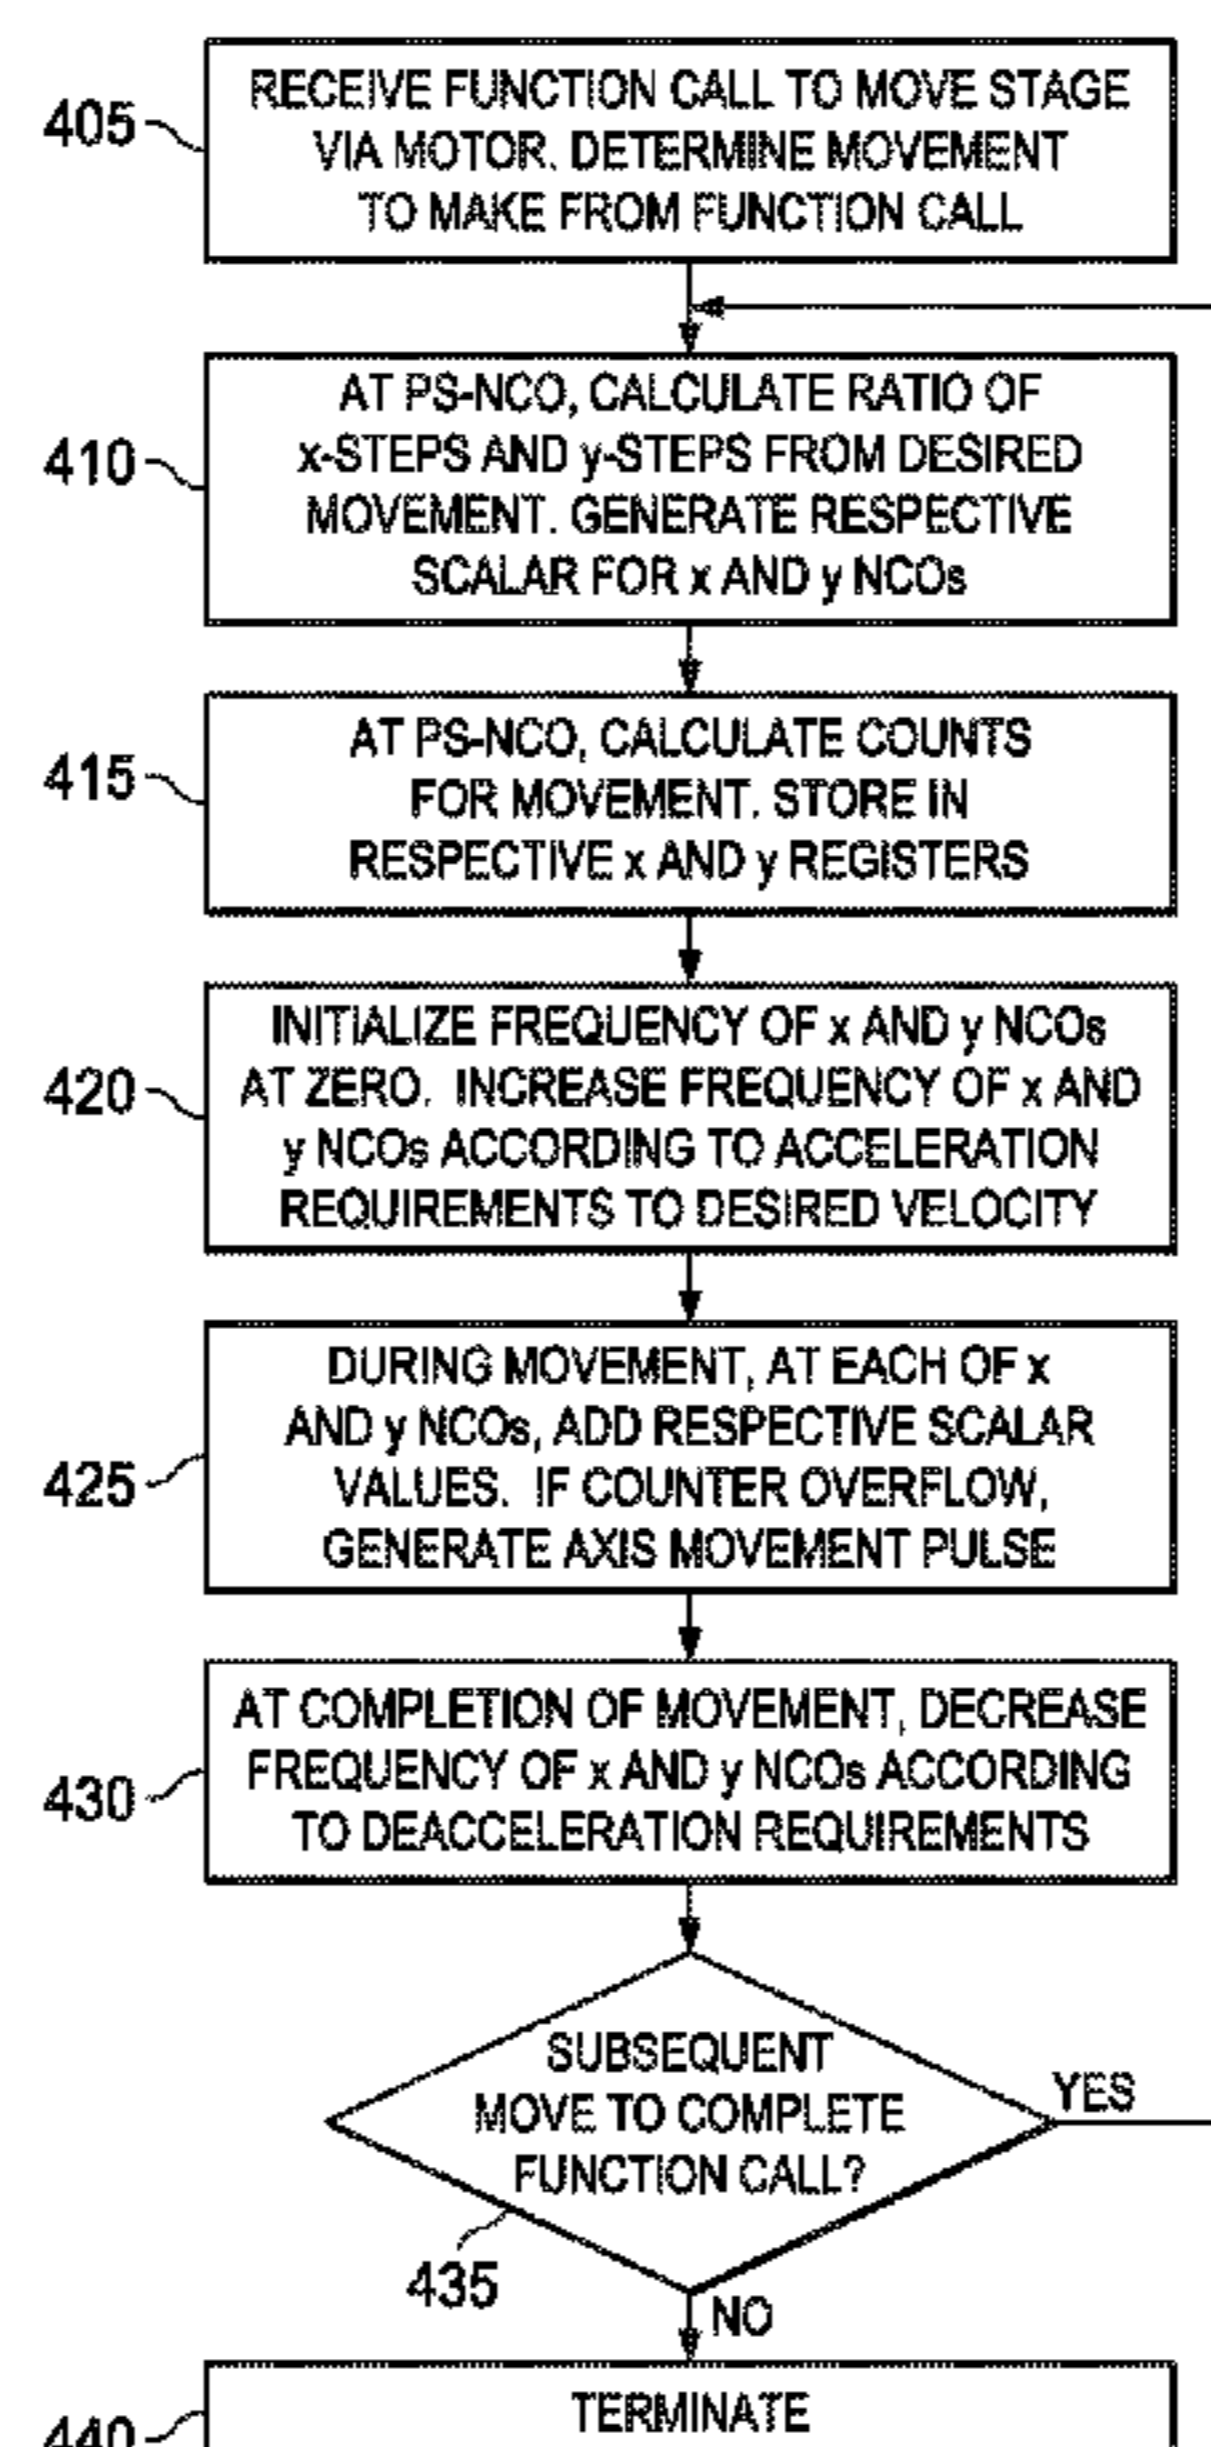 405
RECEIVE FUNCTION CALL TO MOVE STAGE
VIA MOTOR. DETERMINE MOVEMENT
TO MAKE FROM FUNCTION CALL
410
AT PS-NCO, CALCULATE RATIO OF
x-STEPS AND y-STEPS FROM DESIRED
MOVEMENT. GENERATE RESPECTIVE
SCALAR FOR x AND y NCOs
415
AT PS-NCO, CALCULATE COUNTS
FOR MOVEMENT. STORE IN
RESPECTIVE x AND y REGISTERS
420
INITIALIZE FREQUENCY OF x AND y NCOs
AT ZERO. INCREASE FREQUENCY OF x AND
y NCOs ACCORDING TO ACCELERATION
REQUIREMENTS TO DESIRED VELOCITY
425
DURING MOVEMENT, AT EACH OF x
AND y NCOs, ADD RESPECTIVE SCALAR
VALUES. IF COUNTER OVERFLOW,
GENERATE AXIS MOVEMENT PULSE
430
AT COMPLETION OF MOVEMENT, DECREASE
FREQUENCY OF x AND y NCOs ACCORDING
TO DEACCELERATION REQUIREMENTS
SUBSEQUENT
MOVE TO COMPLETE
FUNCTION CALL?
YES
435
NO
440
TERMINATE